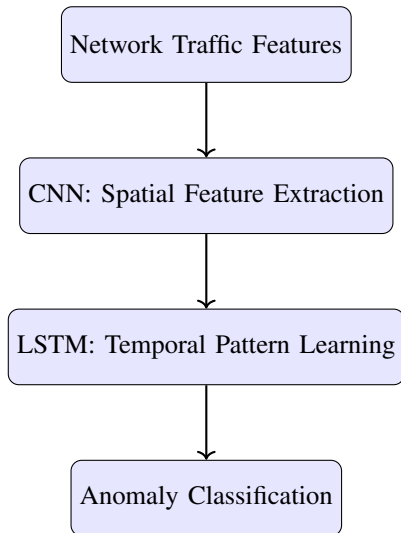 Network Traffic Features
CNN: Spatial Feature Extraction
LSTM: Temporal Pattern Learning
Anomaly Classification